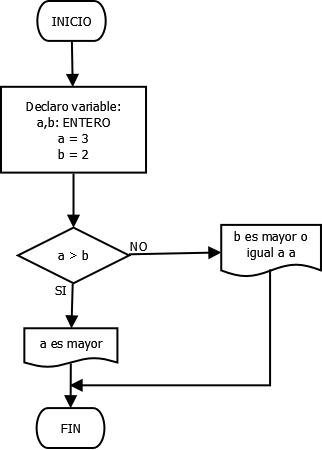 INICIO
Declaro variable:
a,b: ENTERO
a = 3
b = 2
a > b
NO
b es mayor o
igual a a
SI
a es mayor
FIN